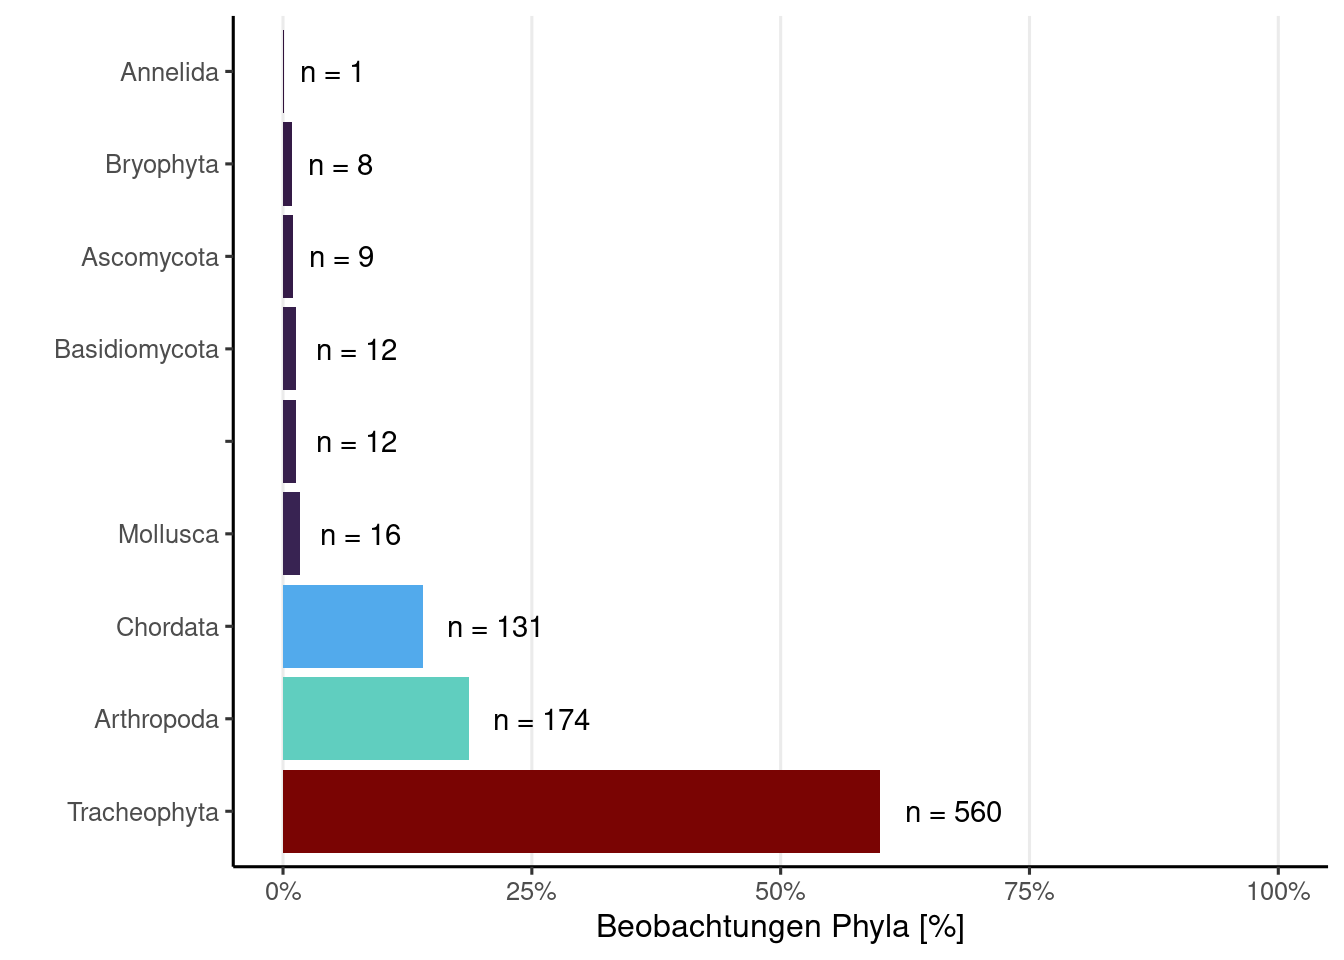 Annelida n = 1
Bryophyta n = 8
Ascomycota n = 9
Basidiomycota n = 12
n = 12
Mollusca n = 16
Chordata n = 131
Arthropoda n = 174
Tracheophyta n = 560
0% 25% 50% 75% 100%
Beobachtungen Phyla [%]